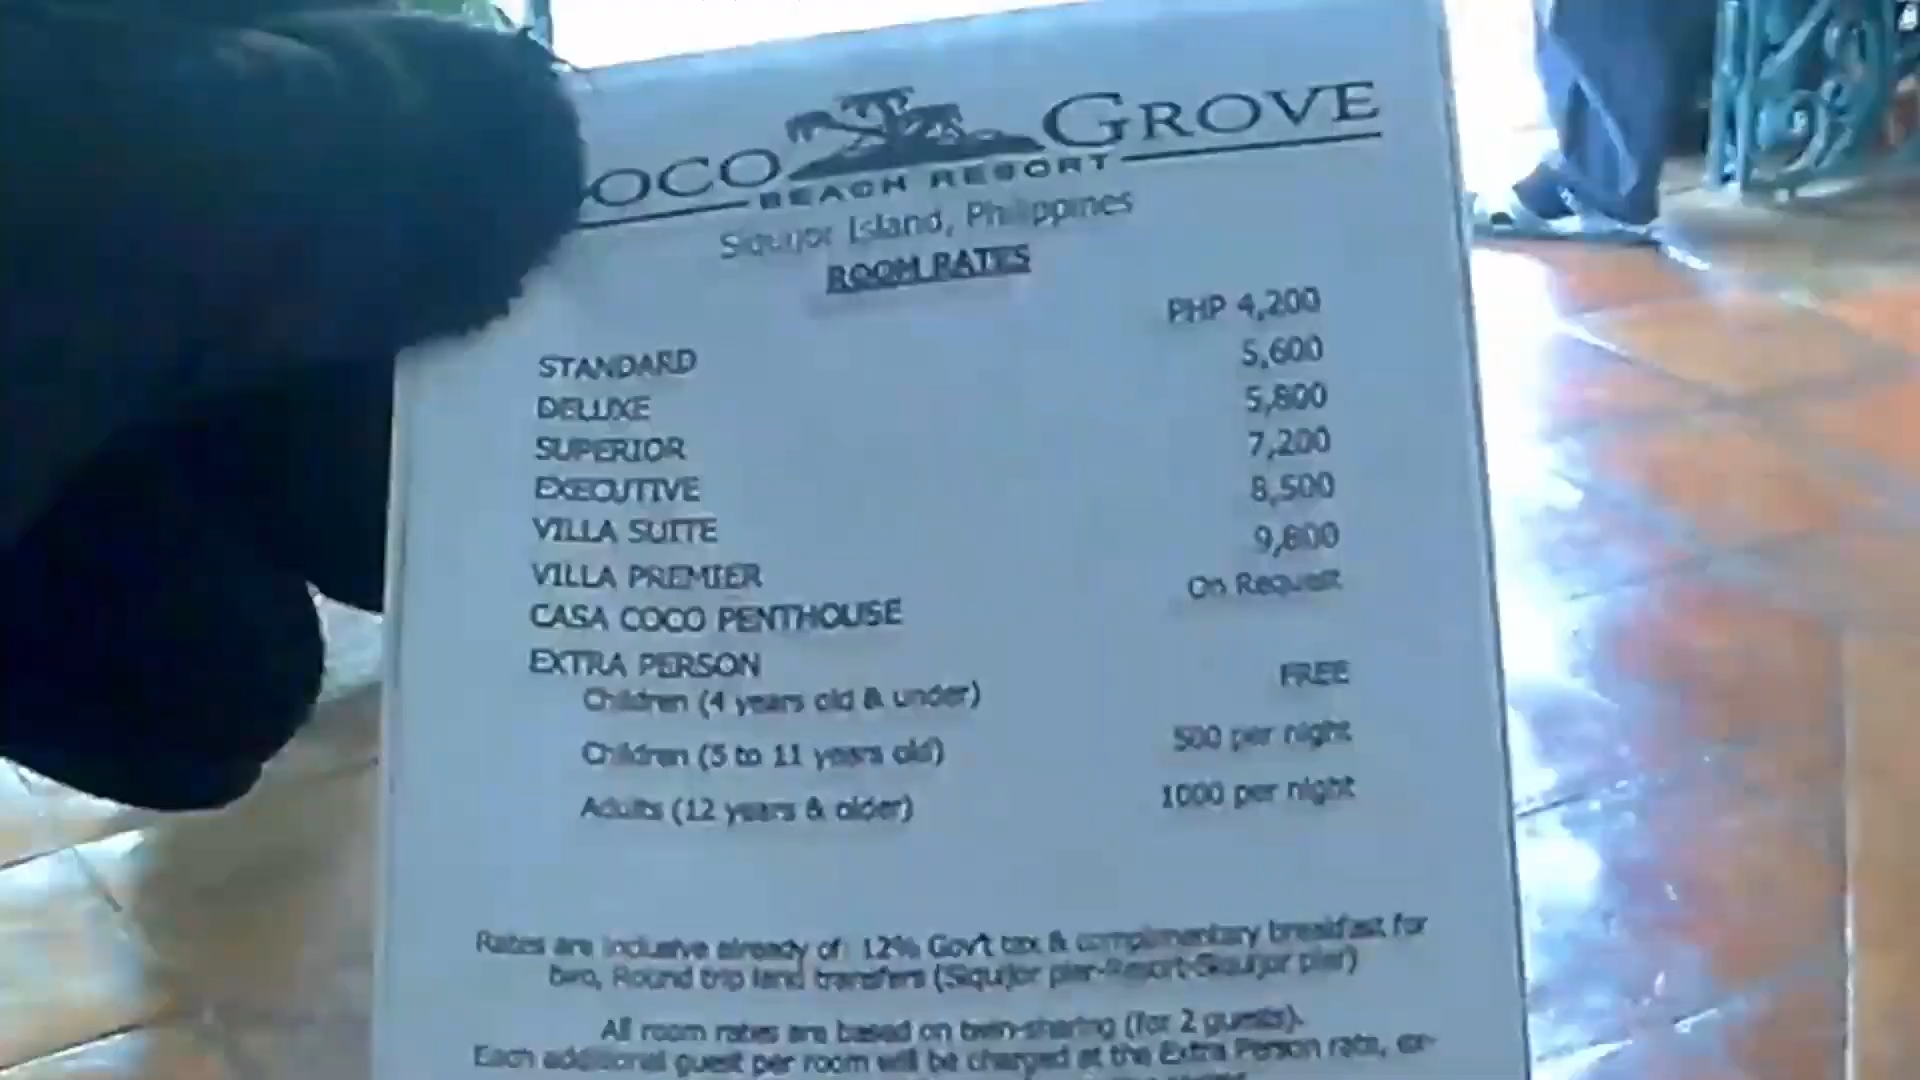 COCO GROVE
BEACH RESORT
Siquijor Island, Philippines
ROOM RATES
STANDARD PHP 4,200
DELUXE 5,600
SUPERIOR 5,800
EXECUTIVE 7,200
VILLA SUITE 8,500
VILLA PREMIER 9,800
CASA COCO PENTHOUSE On Request
EXTRA PERSON
Children (4 years old & under) FREE
Children (5 to 11 years old) 500 per night
Adults (12 years & older) 1000 per night
Rates are inclusive already of: 12% Gov't tax & complimentary breakfast for
two, Round trip land transfers (Siquijor pier-Resort-Siquijor pier)
All room rates are based on twin-sharing (for 2 guests).
Each additional guest per room will be charged at the Extra Person rate, ex-